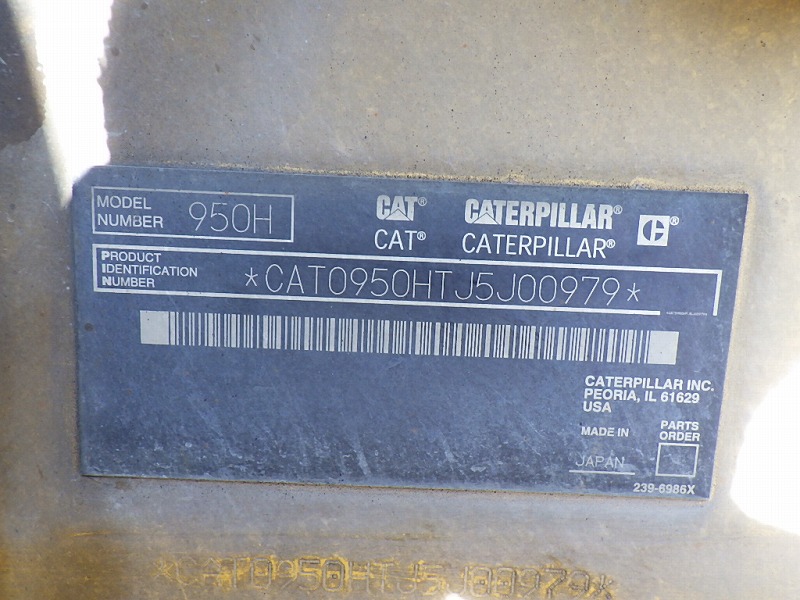 MODEL NUMBER 950H
CAT® CATERPILLAR® C®
CAT® CATERPILLAR®
PRODUCT IDENTIFICATION NUMBER *CAT0950HTJ5J00979*
CATERPILLAR INC.
PEORIA, IL 61629
USA
MADE IN JAPAN
PARTS ORDER
239-6986X
*CAT0950HTJ5J00979*